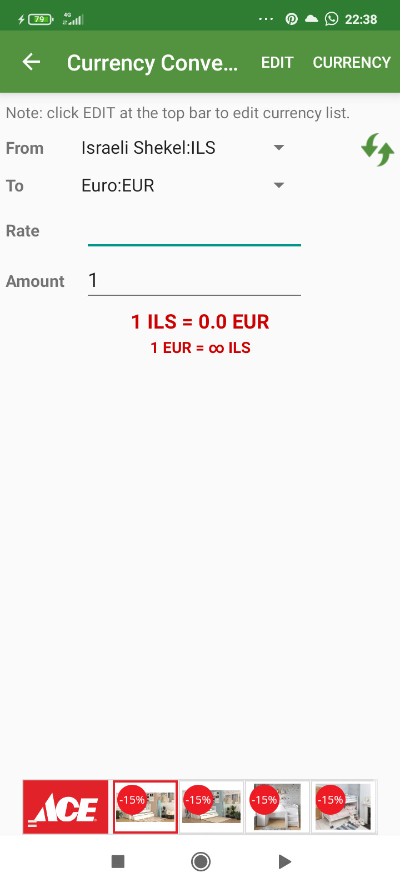 79
4G
22:38
Currency Conve... EDIT CURRENCY
Note: click EDIT at the top bar to edit currency list.
From Israeli Shekel:ILS
To Euro:EUR
Rate
Amount 1
1 ILS = 0.0 EUR
1 EUR = ∞ ILS
ACE -15% -15% -15% -15%